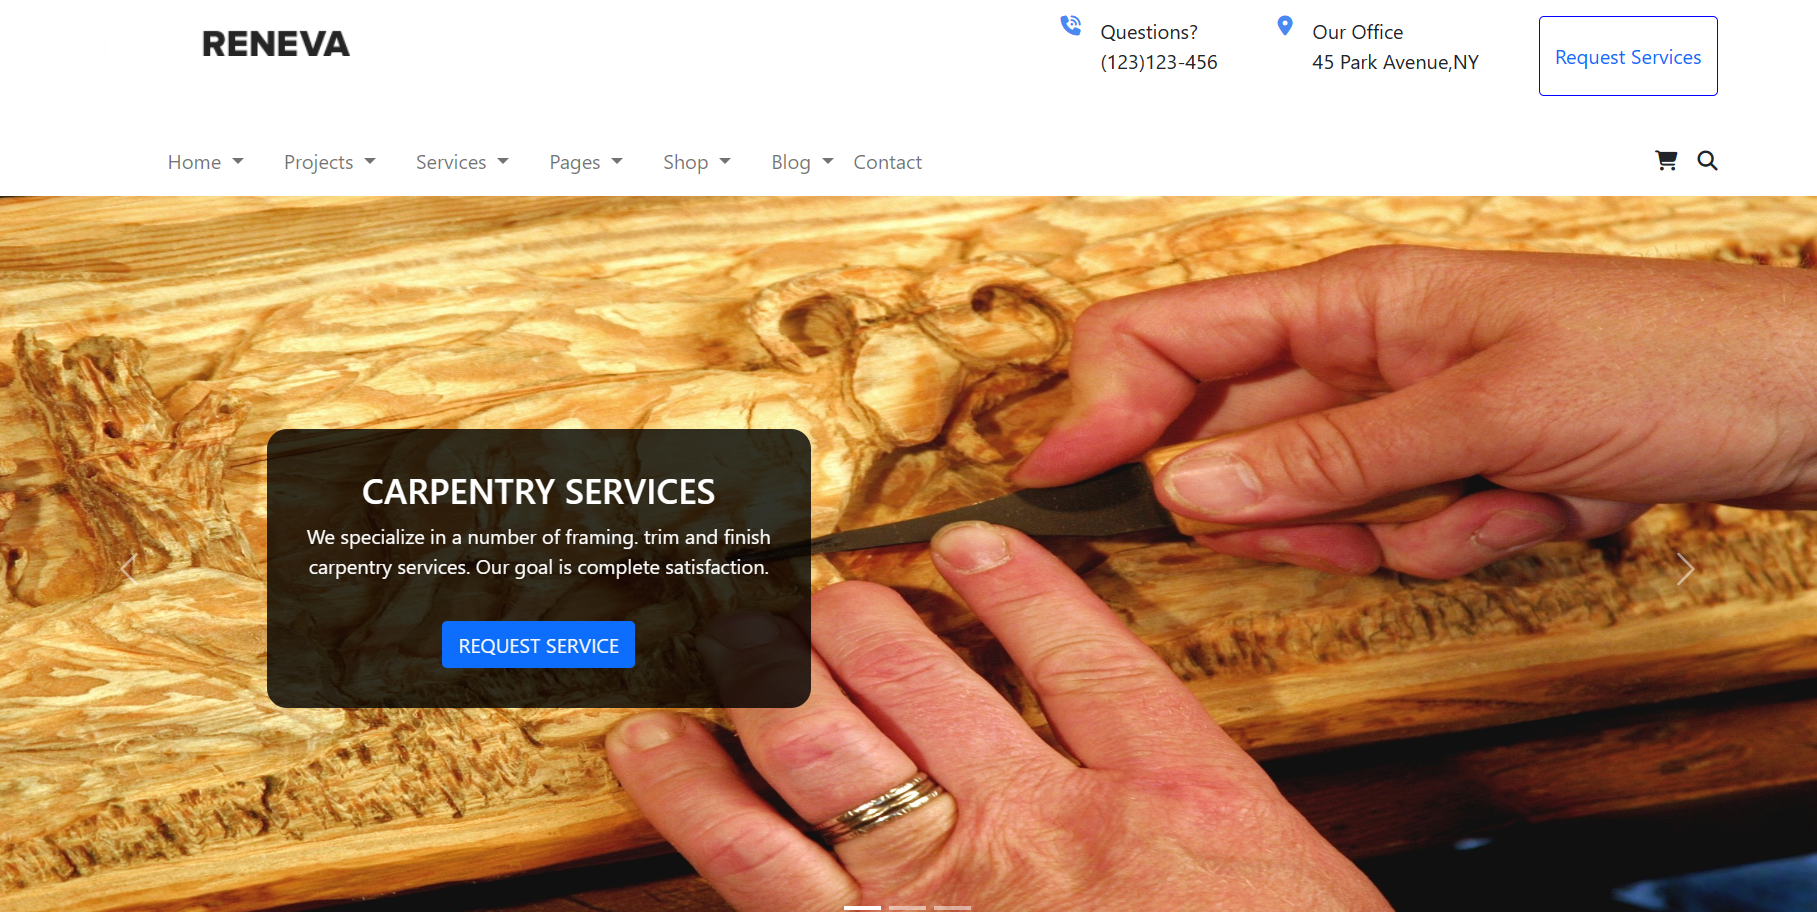 RENEVA
Questions?
(123)123-456
Our Office
45 Park Avenue,NY
Request Services
Home
Projects
Services
Pages
Shop
Blog
Contact
CARPENTRY SERVICES
We specialize in a number of framing. trim and finish
carpentry services. Our goal is complete satisfaction.
REQUEST SERVICE